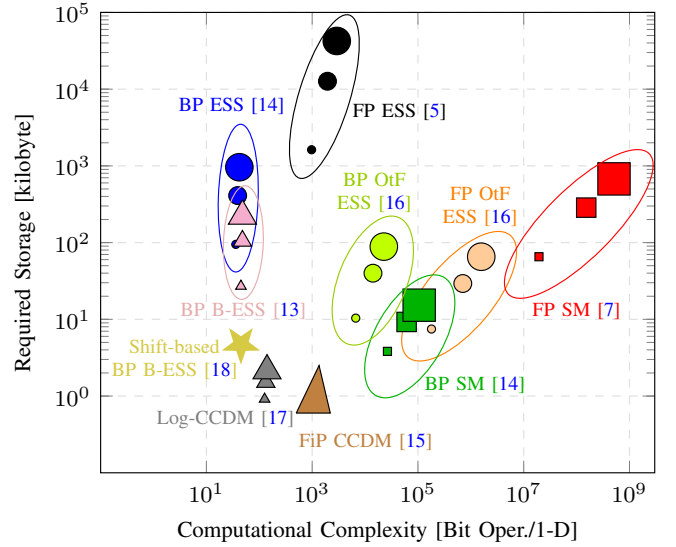 10^5
10^4
10^3
10^2
10^1
10^0
Required Storage [kilobyte]
BP ESS [14]
FP ESS [5]
BP OtF
ESS [16]
FP OtF
ESS [16]
BP B-ESS [13]
FP SM [7]
Shift-based
BP B-ESS [18]
BP SM [14]
Log-CCDM [17]
FiP CCDM [15]
10^1
10^3
10^5
10^7
10^9
Computational Complexity [Bit Oper./1-D]